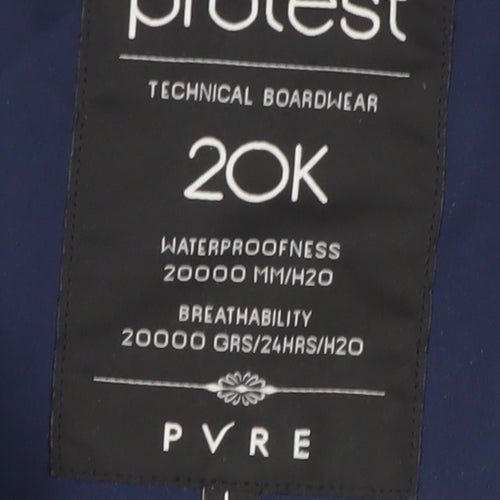 protest
TECHNICAL BOARDWEAR
20K
WATERPROOFNESS
20000 MM/H2O
BREATHABILITY
20000 GRS/24HRS/H2O
PVRE